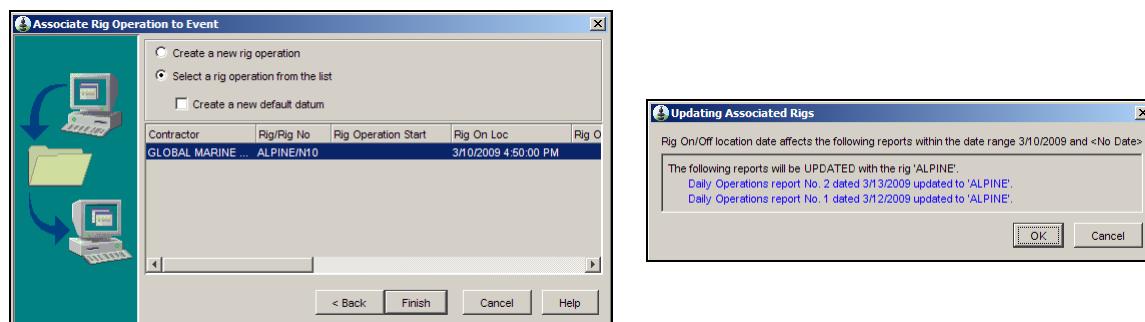 Associate Rig Operation to Event
Create a new rig operation
Select a rig operation from the list
Create a new default datum
Contractor Rig/Rig No Rig Operation Start Rig On Loc Rig O
GLOBAL MARINE ... ALPINE/N10 3/10/2009 4:50:00 PM
< Back Finish Cancel Help
Updating Associated Rigs
Rig On/Off location date affects the following reports within the date range 3/10/2009 and <No Date>
The following reports will be UPDATED with the rig 'ALPINE'.
Daily Operations report No. 2 dated 3/13/2009 updated to 'ALPINE'.
Daily Operations report No. 1 dated 3/12/2009 updated to 'ALPINE'.
OK Cancel